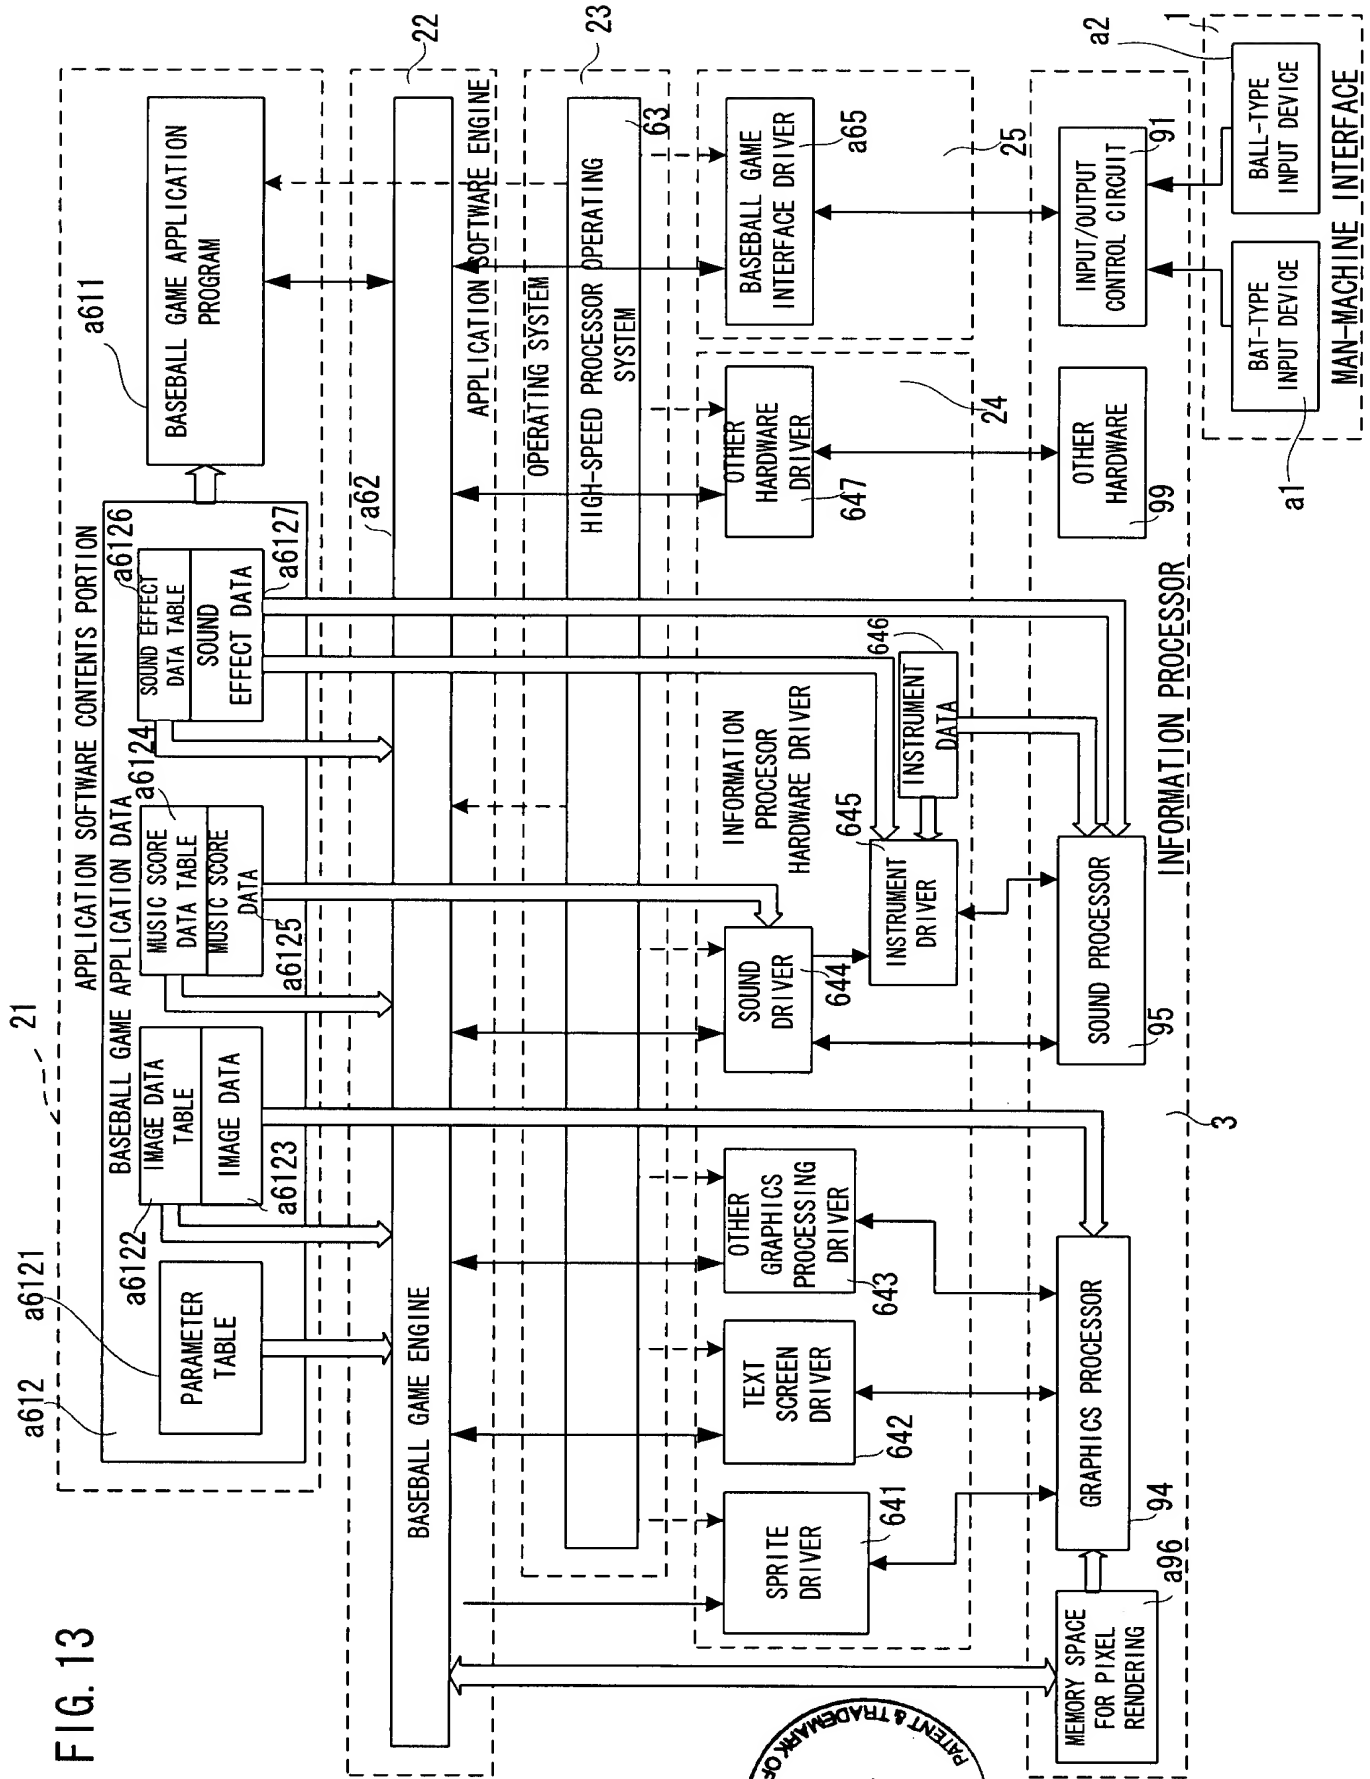 FIG. 13
21
APPLICATION SOFTWARE CONTENTS PORTION
a612
BASEBALL GAME APPLICATION DATA
a6121
PARAMETER
TABLE
a6122
IMAGE DATA
TABLE
IMAGE DATA
a6123
a6124
MUSIC SCORE
DATA TABLE
MUSIC SCORE
DATA
a6125
a6126
SOUND EFFECT
DATA TABLE
SOUND
EFFECT DATA
a6127
a611
BASEBALL GAME APPLICATION
PROGRAM
22
a62
BASEBALL GAME ENGINE
APPLICATION SOFTWARE ENGINE
23
OPERATING SYSTEM
HIGH-SPEED PROCESSOR OPERATING
SYSTEM
63
SPRITE
DRIVER
641
TEXT
SCREEN
DRIVER
642
OTHER
GRAPHICS
PROCESSING
DRIVER
643
SOUND
DRIVER
644
INFORMATION
PROCESOR
HARDWARE DRIVER
645
INSTRUMENT
DRIVER
646
INSTRUMENT
DATA
OTHER
HARDWARE
DRIVER
647
24
BASEBALL GAME
INTERFACE DRIVER
a65
25
MEMORY SPACE
FOR PIXEL
RENDERING
a96
GRAPHICS PROCESSOR
94
SOUND PROCESSOR
95
OTHER
HARDWARE
99
INPUT/OUTPUT
CONTROL CIRCUIT
91
3
INFORMATION PROCESSOR
a1
BAT-TYPE
INPUT DEVICE
a2
1
BALL-TYPE
INPUT DEVICE
MAN-MACHINE INTERFACE
PATENT & TRADEMARK OF